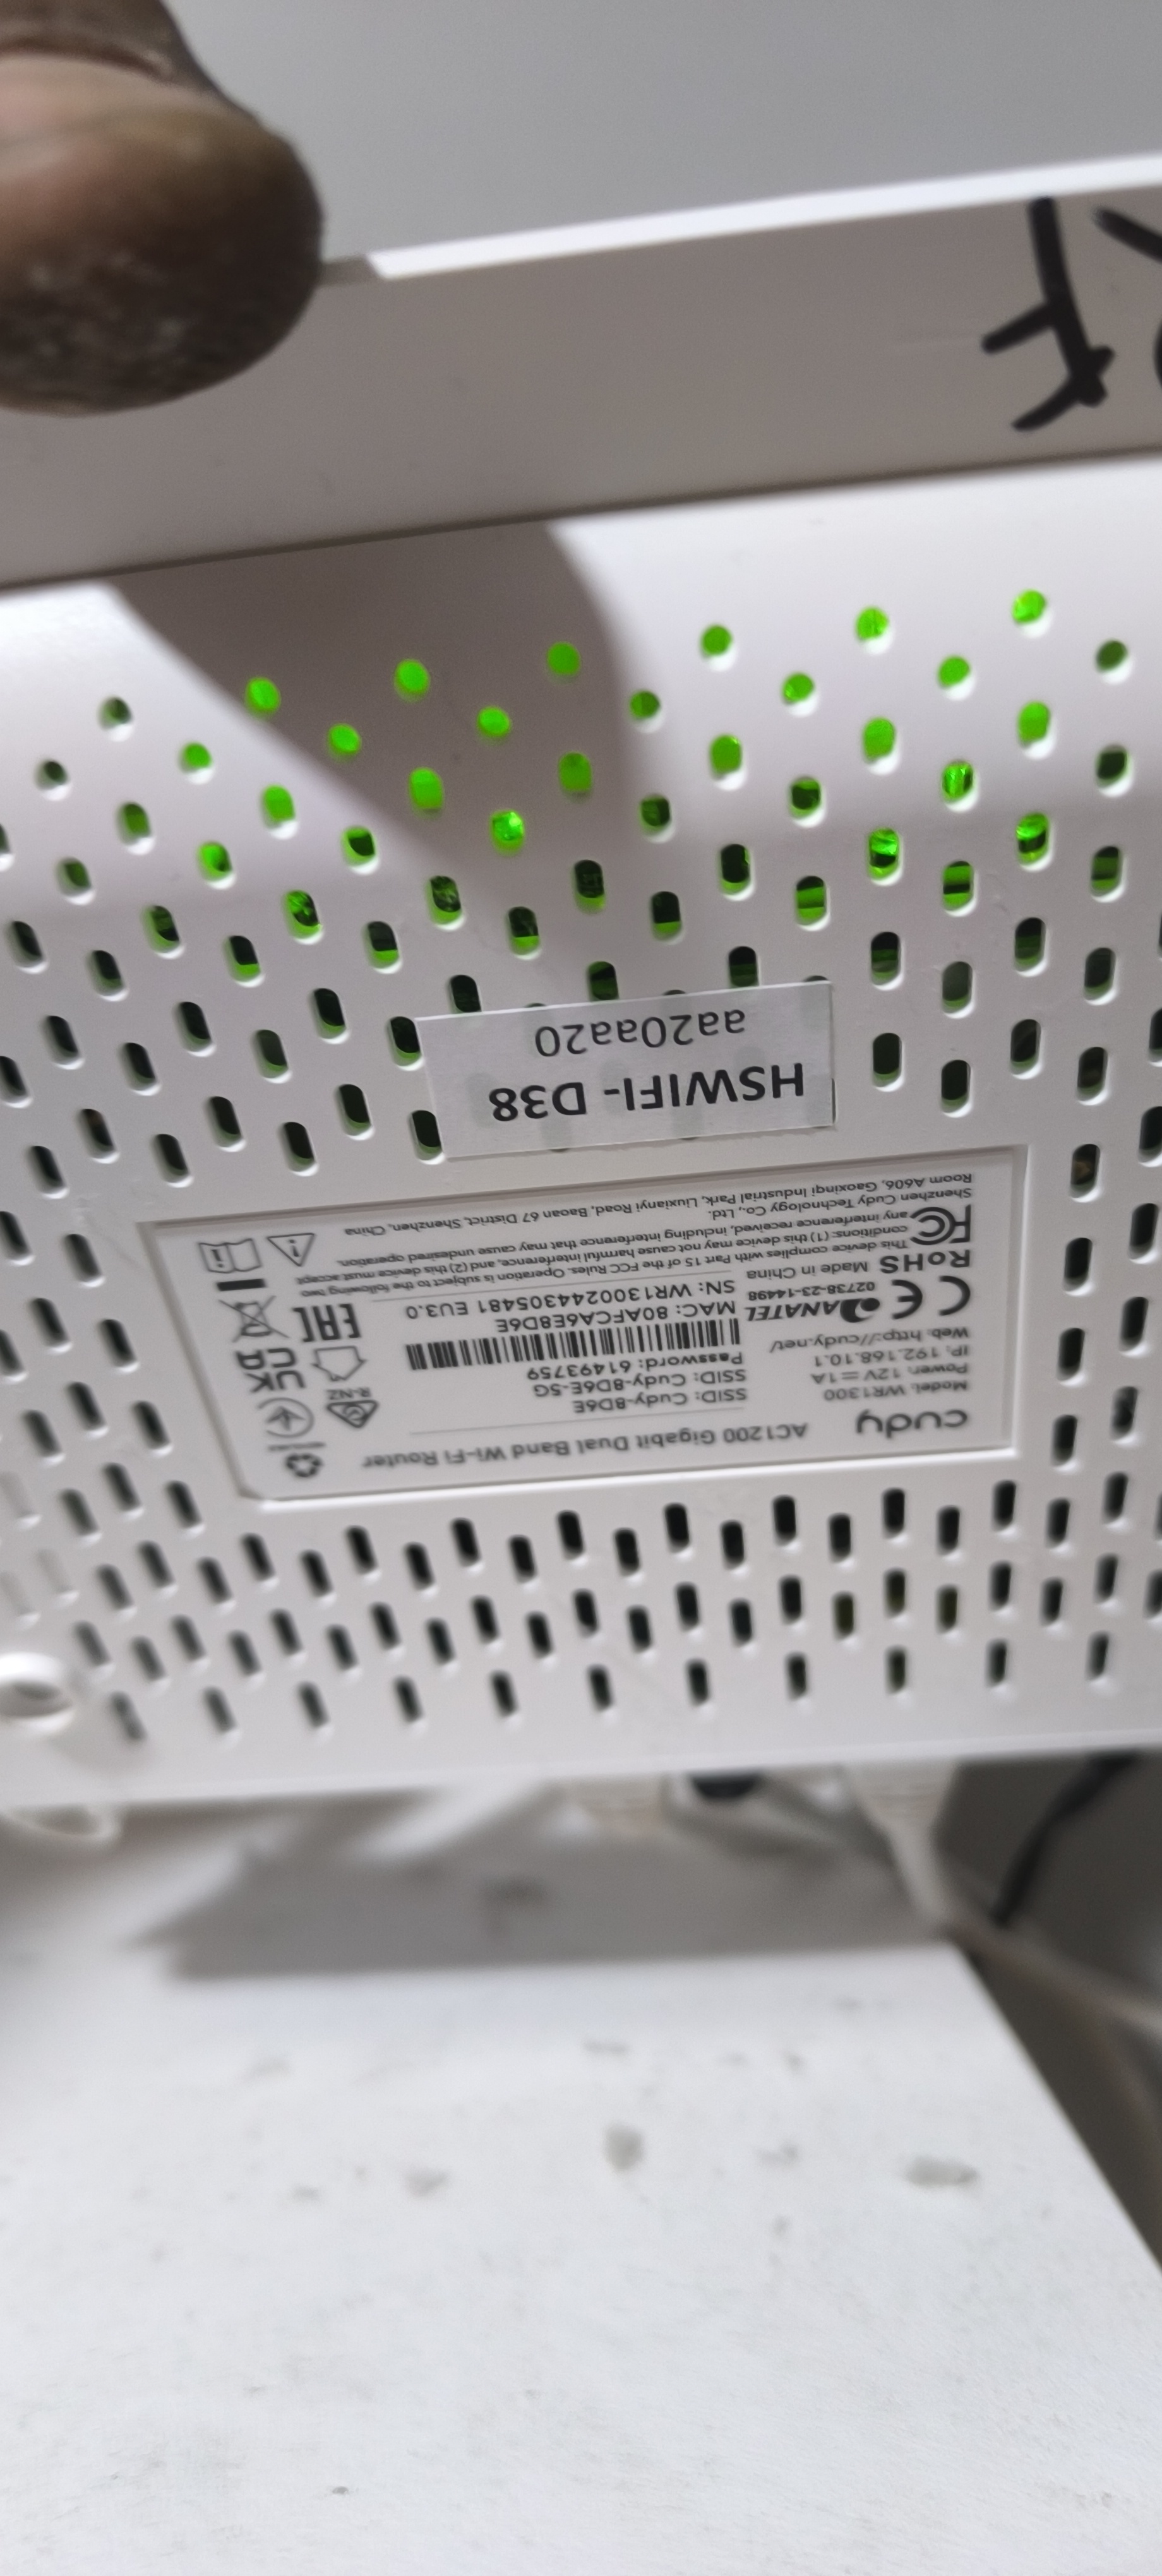 HSWIFI- D38
aa20aa20
cudy
AC1200 Gigabit Dual Band Wi-Fi Router
Model: WR1300
Power: 12V = 1A
IP: 192.168.10.1
Web: http://cudy.net/
SSID: Cudy-8D6E
SSID: Cudy-8D6E-5G
Password: 61493759
MAC: 80AFCA6E8D6E
SN: WR1300244305481 EU3.0
R-NZ
UK
CA
EAC
CE
ANATEL
02738-23-14498
RoHS Made in China
FC
This device complies with Part 15 of the FCC Rules. Operation is subject to the following two
conditions: (1) this device may not cause harmful interference, and (2) this device must accept
any interference received, including interference that may cause undesired operation.
Shenzhen Cudy Technology Co., Ltd.
Room A606, Gaoxinqi Industrial Park, Liuxianyi Road, Baoan 67 District, Shenzhen, China